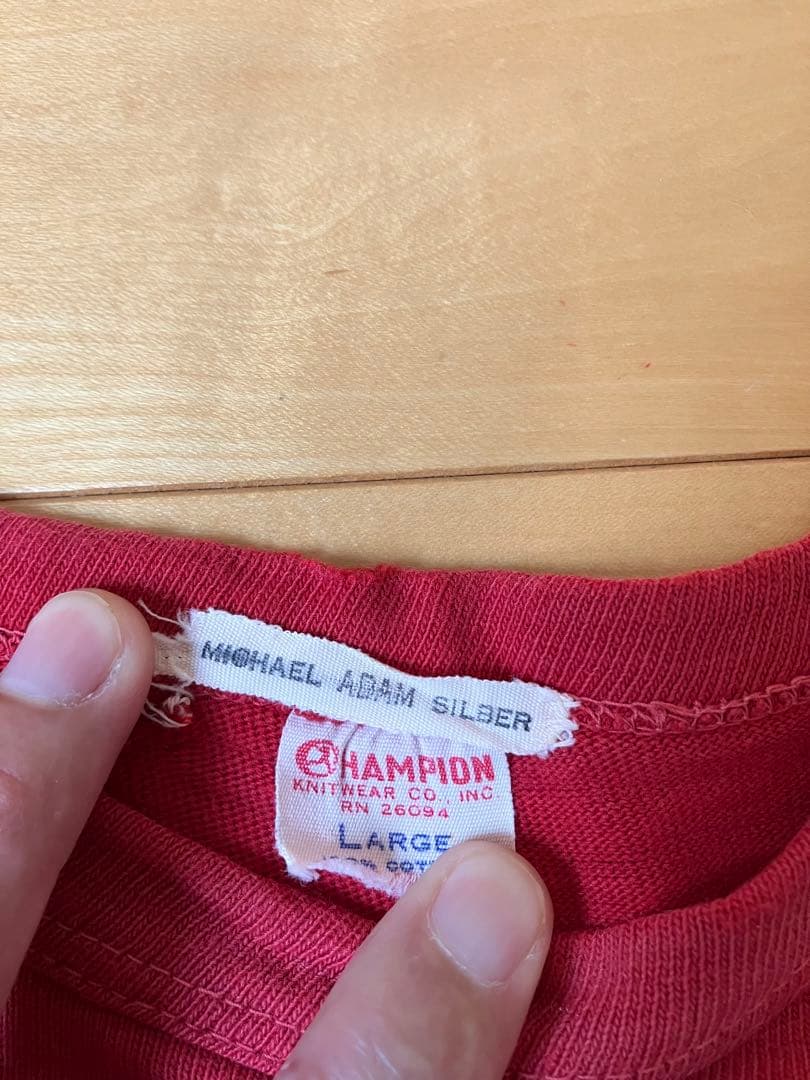 MICHAEL ADAM SILBER
CHAMPION
KNITWEAR CO., INC.
RN 26094
LARGE